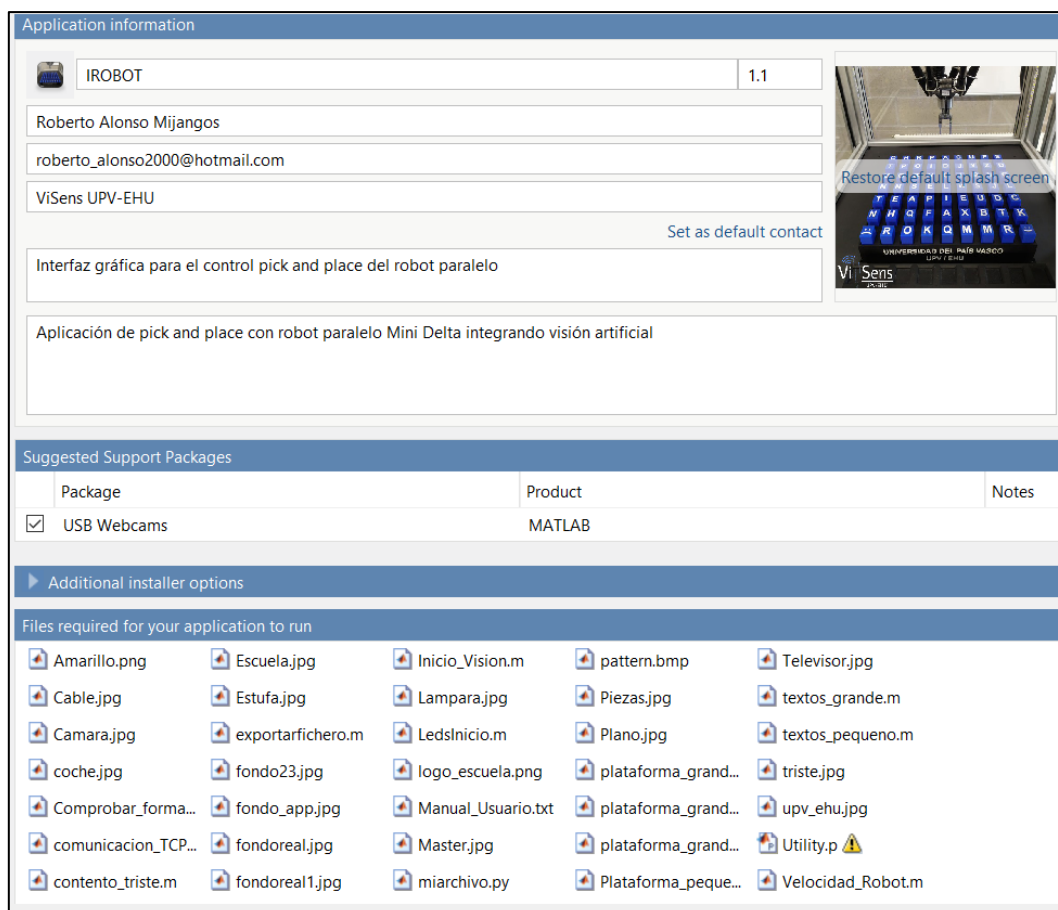 Application information
IROBOT 1.1
Roberto Alonso Mijangos
roberto_alonso2000@hotmail.com
ViSens UPV-EHU
Set as default contact
Interfaz gráfica para el control pick and place del robot paralelo
Aplicación de pick and place con robot paralelo Mini Delta integrando visión artificial
Restore default splash screen
T E A P I E U D C
N H Q F A X B T K
R O K Q M M R
UNIVERSIDAD DEL PAÍS VASCO
UPV / EHU
Vi Sens
Suggested Support Packages
Package Product Notes
USB Webcams MATLAB
Additional installer options
Files required for your application to run
Amarillo.png Escuela.jpg Inicio_Vision.m pattern.bmp Televisor.jpg
Cable.jpg Estufa.jpg Lampara.jpg Piezas.jpg textos_grande.m
Camara.jpg exportarfichero.m LedsInicio.m Plano.jpg textos_pequeno.m
coche.jpg fondo23.jpg logo_escuela.png plataforma_grand... triste.jpg
Comprobar_forma... fondo_app.jpg Manual_Usuario.txt plataforma_grand... upv_ehu.jpg
comunicacion_TCP... fondoreal.jpg Master.jpg plataforma_grand... Utility.p
contento_triste.m fondoreal1.jpg miarchivo.py Plataforma_peque... Velocidad_Robot.m